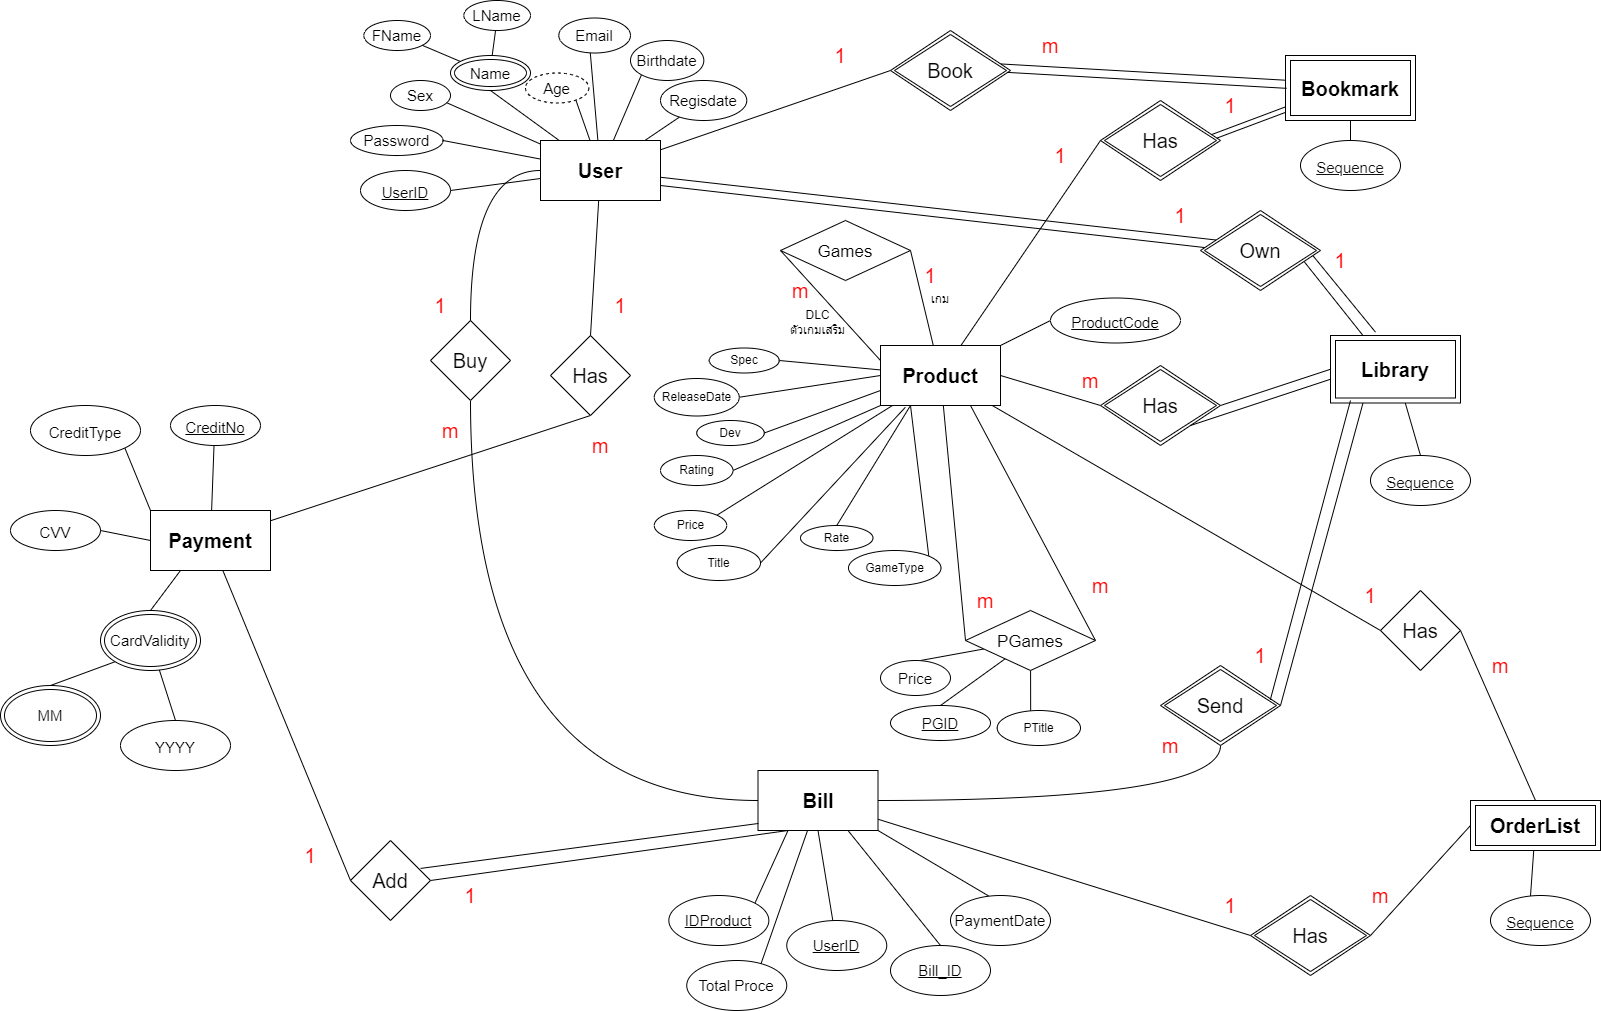 LName
FName
Email
Name
Birthdate
Age
Sex
Regisdate
Password
UserID
User
1
Book
m
Bookmark
1
Has
1
Sequence
1
Own
1
Games
m
1
เกม
DLC
ตัวเกมเสริม
ProductCode
1
1
Buy
Has
m
m
Spec
ReleaseDate
Dev
Rating
Price
Title
Rate
GameType
Product
m
Has
Library
Sequence
CreditType
CreditNo
CVV
Payment
CardValidity
MM
YYYY
m
m
PGames
Price
PGID
PTitle
1
Has
m
1
Send
m
Bill
OrderList
Sequence
1
Add
1
IDProduct
Total Proce
UserID
Bill_ID
PaymentDate
1
Has
m